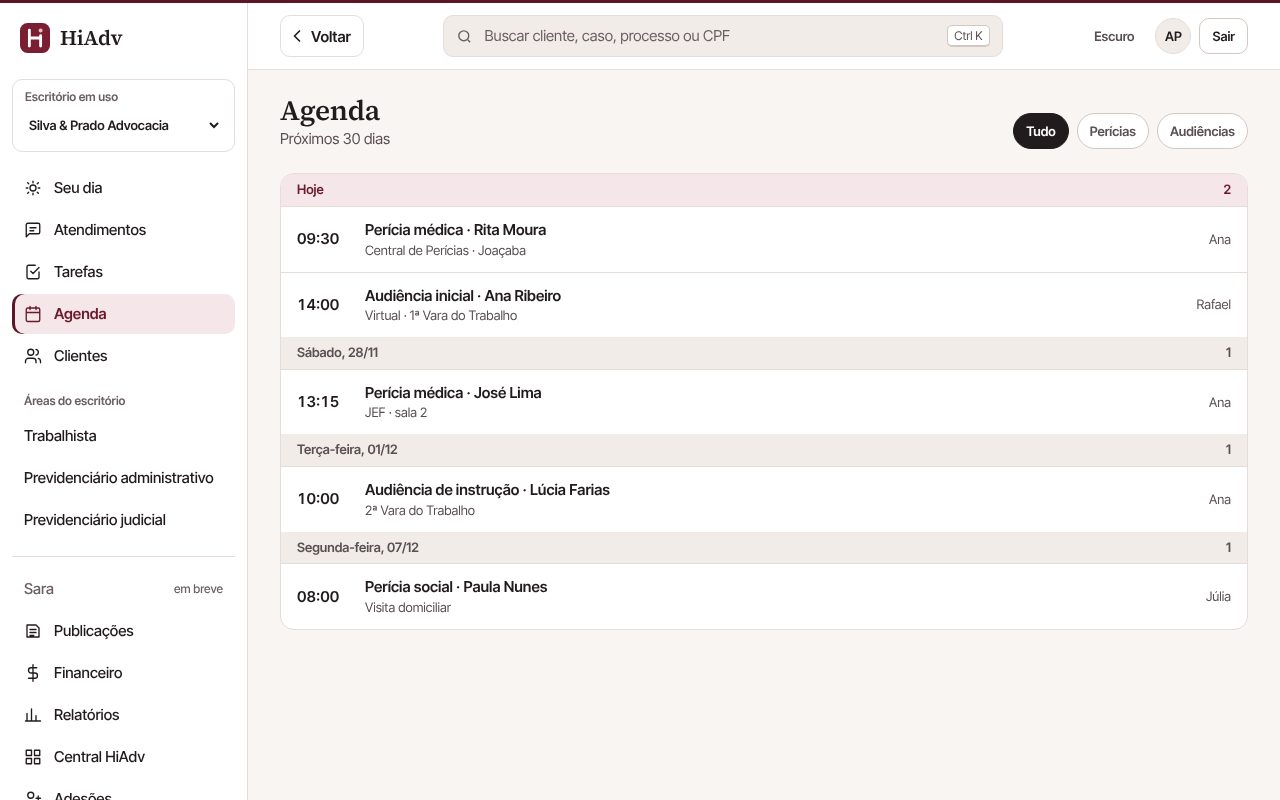 HiAdv
Escritório em uso
Silva & Prado Advocacia
Seu dia
Atendimentos
Tarefas
Agenda
Clientes
Áreas do escritório
Trabalhista
Previdenciário administrativo
Previdenciário judicial
Sara em breve
Publicações
Financeiro
Relatórios
Central HiAdv
Adesões
Voltar
Buscar cliente, caso, processo ou CPF
Ctrl K
Escuro
AP
Sair
Agenda
Próximos 30 dias
Tudo
Perícias
Audiências
Hoje 2
09:30 Perícia médica · Rita Moura
Central de Perícias · Joaçaba
Ana
14:00 Audiência inicial · Ana Ribeiro
Virtual · 1ª Vara do Trabalho
Rafael
Sábado, 28/11 1
13:15 Perícia médica · José Lima
JEF · sala 2
Ana
Terça-feira, 01/12 1
10:00 Audiência de instrução · Lúcia Farias
2ª Vara do Trabalho
Ana
Segunda-feira, 07/12 1
08:00 Perícia social · Paula Nunes
Visita domiciliar
Júlia